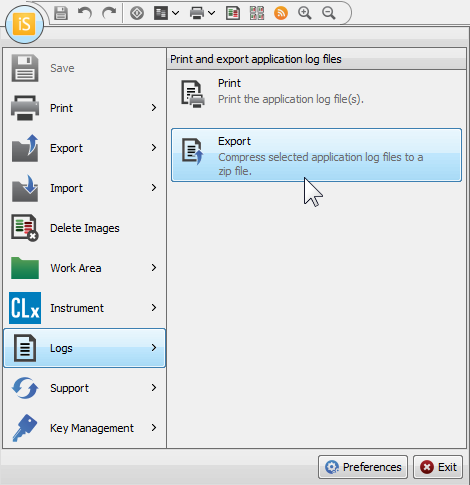 iS
Save
Print
Export
Import
Delete Images
Work Area
CLx
Instrument
Logs
Support
Key Management
Print and export application log files
Print
Print the application log file(s).
Export
Compress selected application log files to a
zip file.
Preferences
Exit